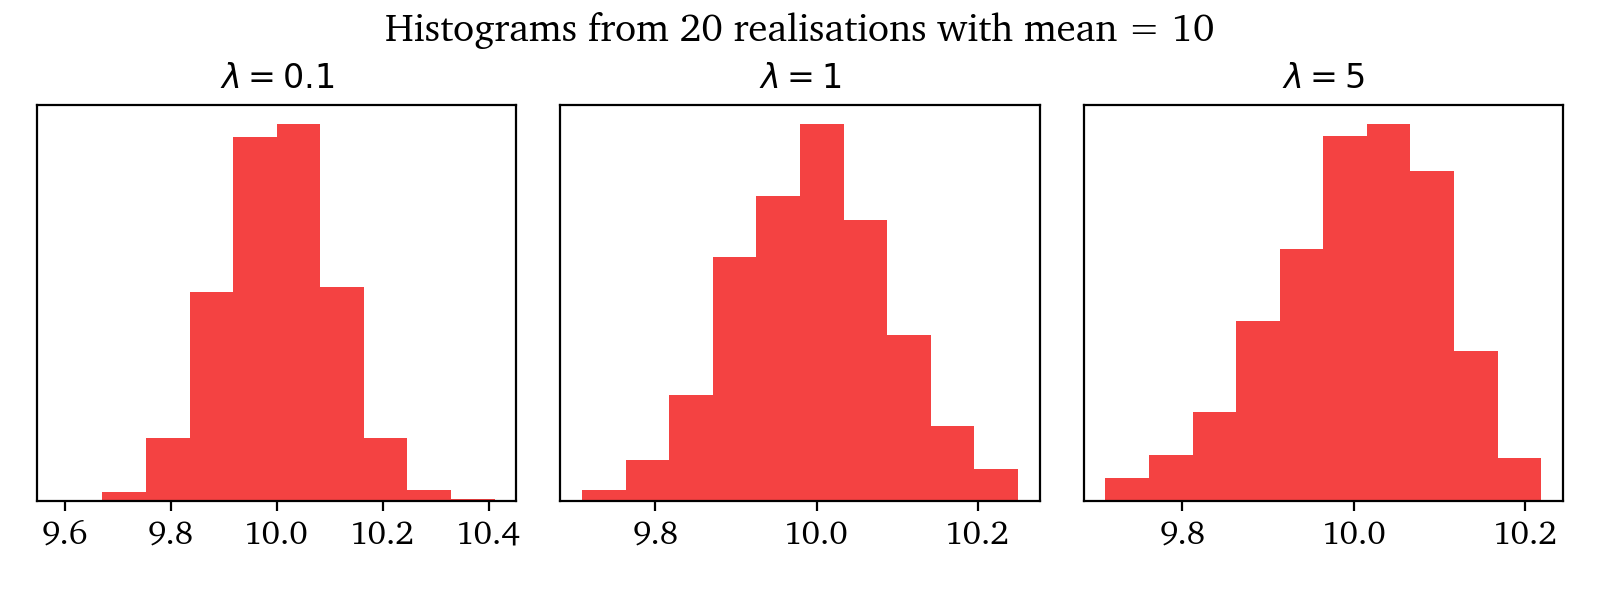 Histograms from 20 realisations with mean = 10
λ = 0.1
λ = 1
λ = 5
9.6 9.8 10.0 10.2 10.4
9.8 10.0 10.2
9.8 10.0 10.2